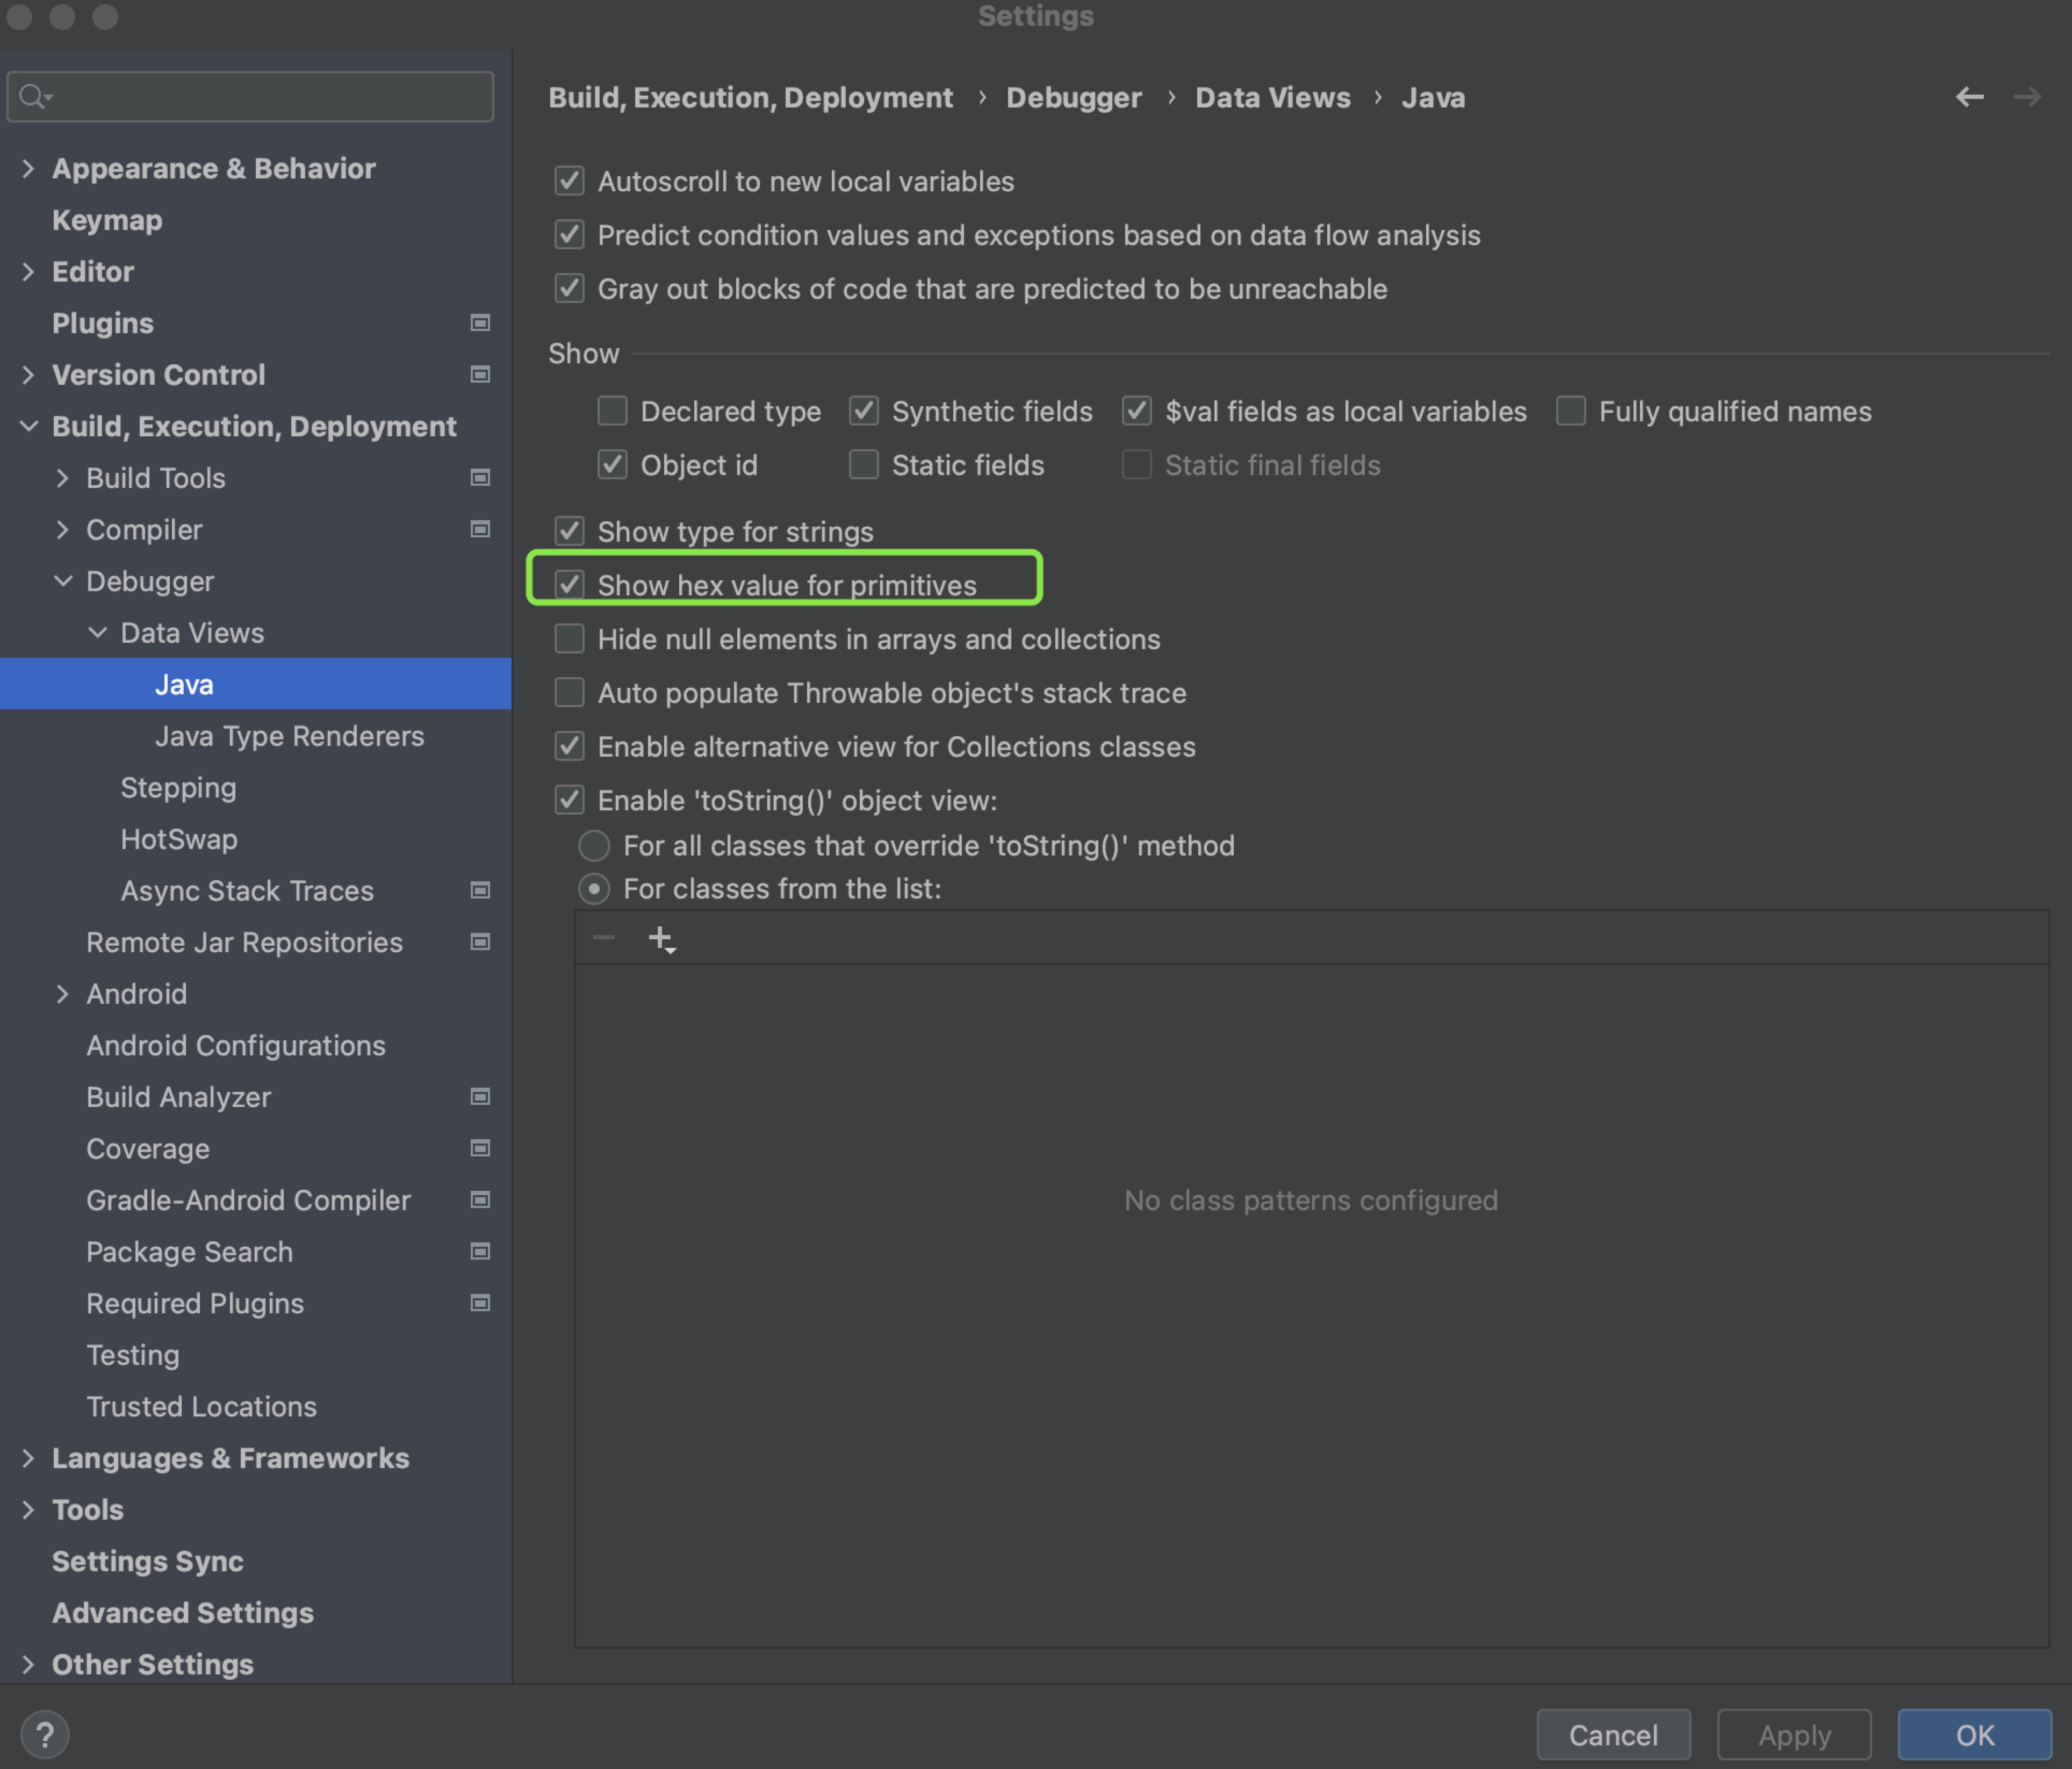 Settings
Build, Execution, Deployment › Debugger › Data Views › Java
Appearance & Behavior
Keymap
Editor
Plugins
Version Control
Build, Execution, Deployment
Build Tools
Compiler
Debugger
Data Views
Java
Java Type Renderers
Stepping
HotSwap
Async Stack Traces
Remote Jar Repositories
Android
Android Configurations
Build Analyzer
Coverage
Gradle-Android Compiler
Package Search
Required Plugins
Testing
Trusted Locations
Languages & Frameworks
Tools
Settings Sync
Advanced Settings
Other Settings
Autoscroll to new local variables
Predict condition values and exceptions based on data flow analysis
Gray out blocks of code that are predicted to be unreachable
Show
Declared type Synthetic fields $val fields as local variables Fully qualified names
Object id Static fields Static final fields
Show type for strings
Show hex value for primitives
Hide null elements in arrays and collections
Auto populate Throwable object's stack trace
Enable alternative view for Collections classes
Enable 'toString()' object view:
For all classes that override 'toString()' method
For classes from the list:
No class patterns configured
? Cancel Apply OK